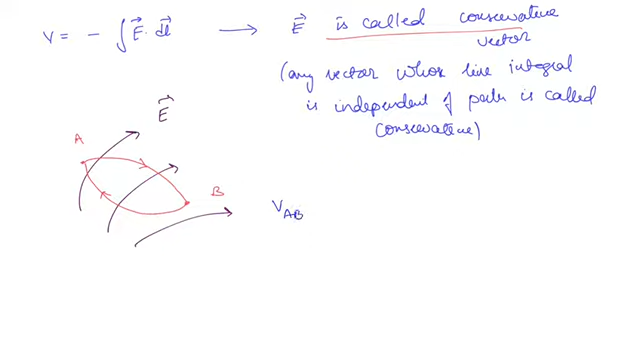 V = - ∫ E⃗ · dl⃗ → E⃗ is called conservative
vector
(any vector whose line integral
is independent of path is called
conservative)
E⃗
A
B
V_AB